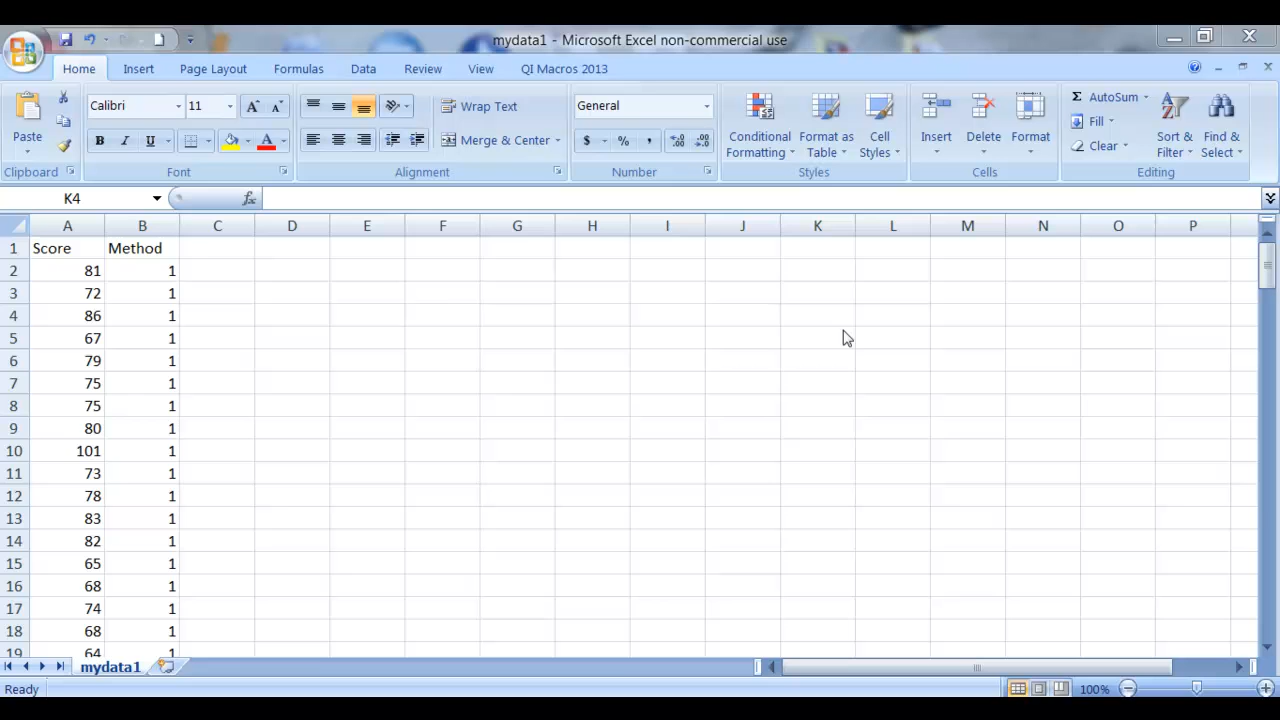 mydata1 - Microsoft Excel non-commercial use
Home Insert Page Layout Formulas Data Review View QI Macros 2013
Calibri 11 Wrap Text General AutoSum
Paste Merge & Center $ % , Conditional Formatting Format as Table Cell Styles Insert Delete Format Fill Clear Sort & Filter Find & Select
B I U A
Clipboard Font Alignment Number Styles Cells Editing
K4 fx
A B C D E F G H I J K L M N O P
1 Score Method
2 81 1
3 72 1
4 86 1
5 67 1
6 79 1
7 75 1
8 75 1
9 80 1
10 101 1
11 73 1
12 78 1
13 83 1
14 82 1
15 65 1
16 68 1
17 74 1
18 68 1
19 64 1
mydata1
Ready 100%